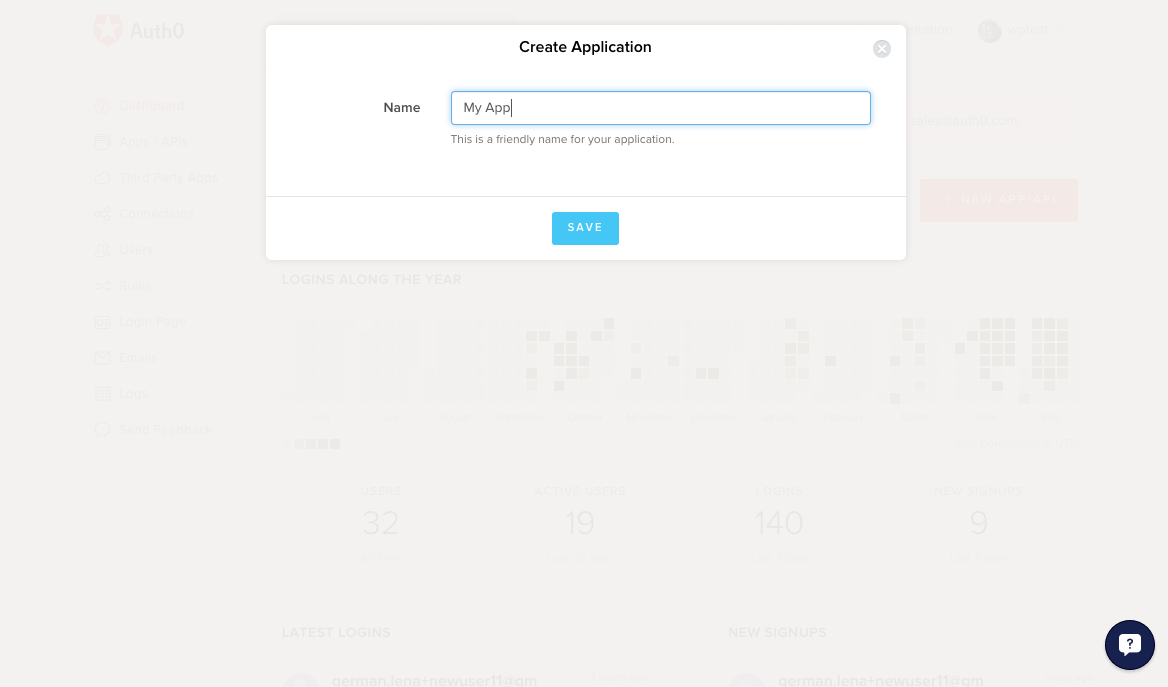 Auth0
Create Application
Name
My App
This is a friendly name for your application.
SAVE
Dashboard
Apps / APIs
Third Party Apps
Connections
Users
Rules
Login Page
Emails
Logs
Send Feedback
sales@auth0.com
+ NEW APP/API
LOGINS ALONG THE YEAR
USERS
ACTIVE USERS
LOGINS
NEW SIGNUPS
32
19
140
9
LATEST LOGINS
NEW SIGNUPS
german.lena+newuser11@gm
german.lena+newuser11@gm